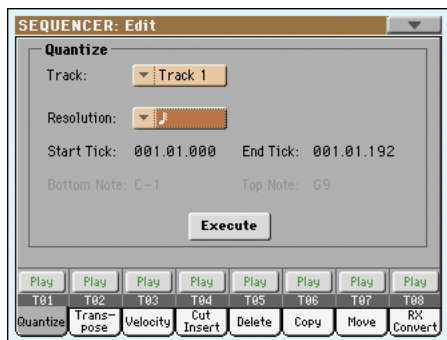 SEQUENCER: Edit
Quantize
Track: Track 1
Resolution:
Start Tick: 001.01.000 End Tick: 001.01.192
Bottom Note: C-1 Top Note: G9
Execute
Play Play Play Play Play Play Play Play
T01 T02 T03 T04 T05 T06 T07 T08
Quantize Trans- Velocity Cut Delete Copy Move RX
pose Insert Convert